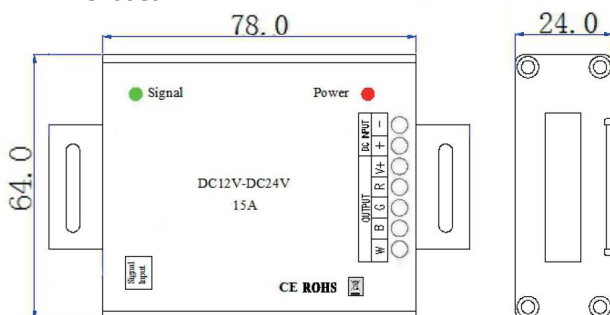 78.0
24.0
64.0
Signal
Power
DC INPUT
-
+
OUTPUT
V+
R
G
B
W
DC12V-DC24V
15A
Signal
Input
CE ROHS